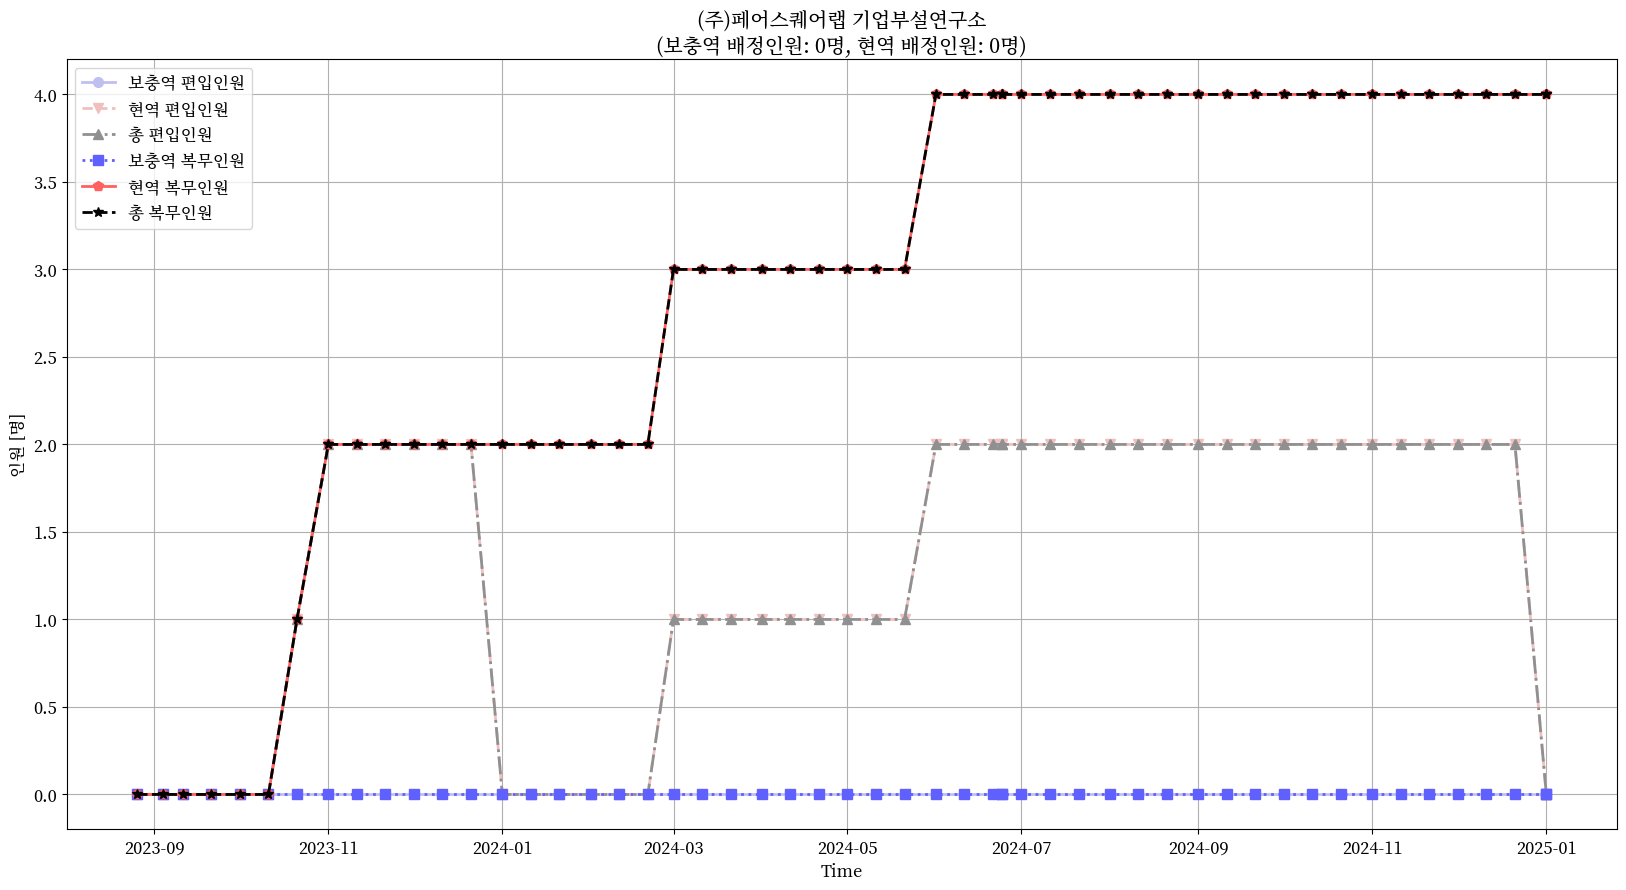 (주)페어스퀘어랩 기업부설연구소
(보충역 배정인원: 0명, 현역 배정인원: 0명)
보충역 편입인원
현역 편입인원
총 편입인원
보충역 복무인원
현역 복무인원
총 복무인원
인원 [명]
4.0
3.5
3.0
2.5
2.0
1.5
1.0
0.5
0.0
2023-09
2023-11
2024-01
2024-03
2024-05
2024-07
2024-09
2024-11
2025-01
Time